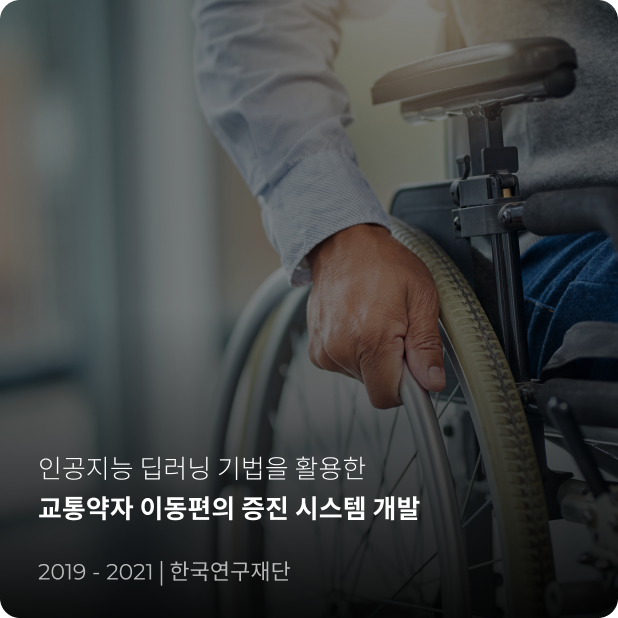 인공지능 딥러닝 기법을 활용한
교통약자 이동편의 증진 시스템 개발
2019 - 2021 | 한국연구재단